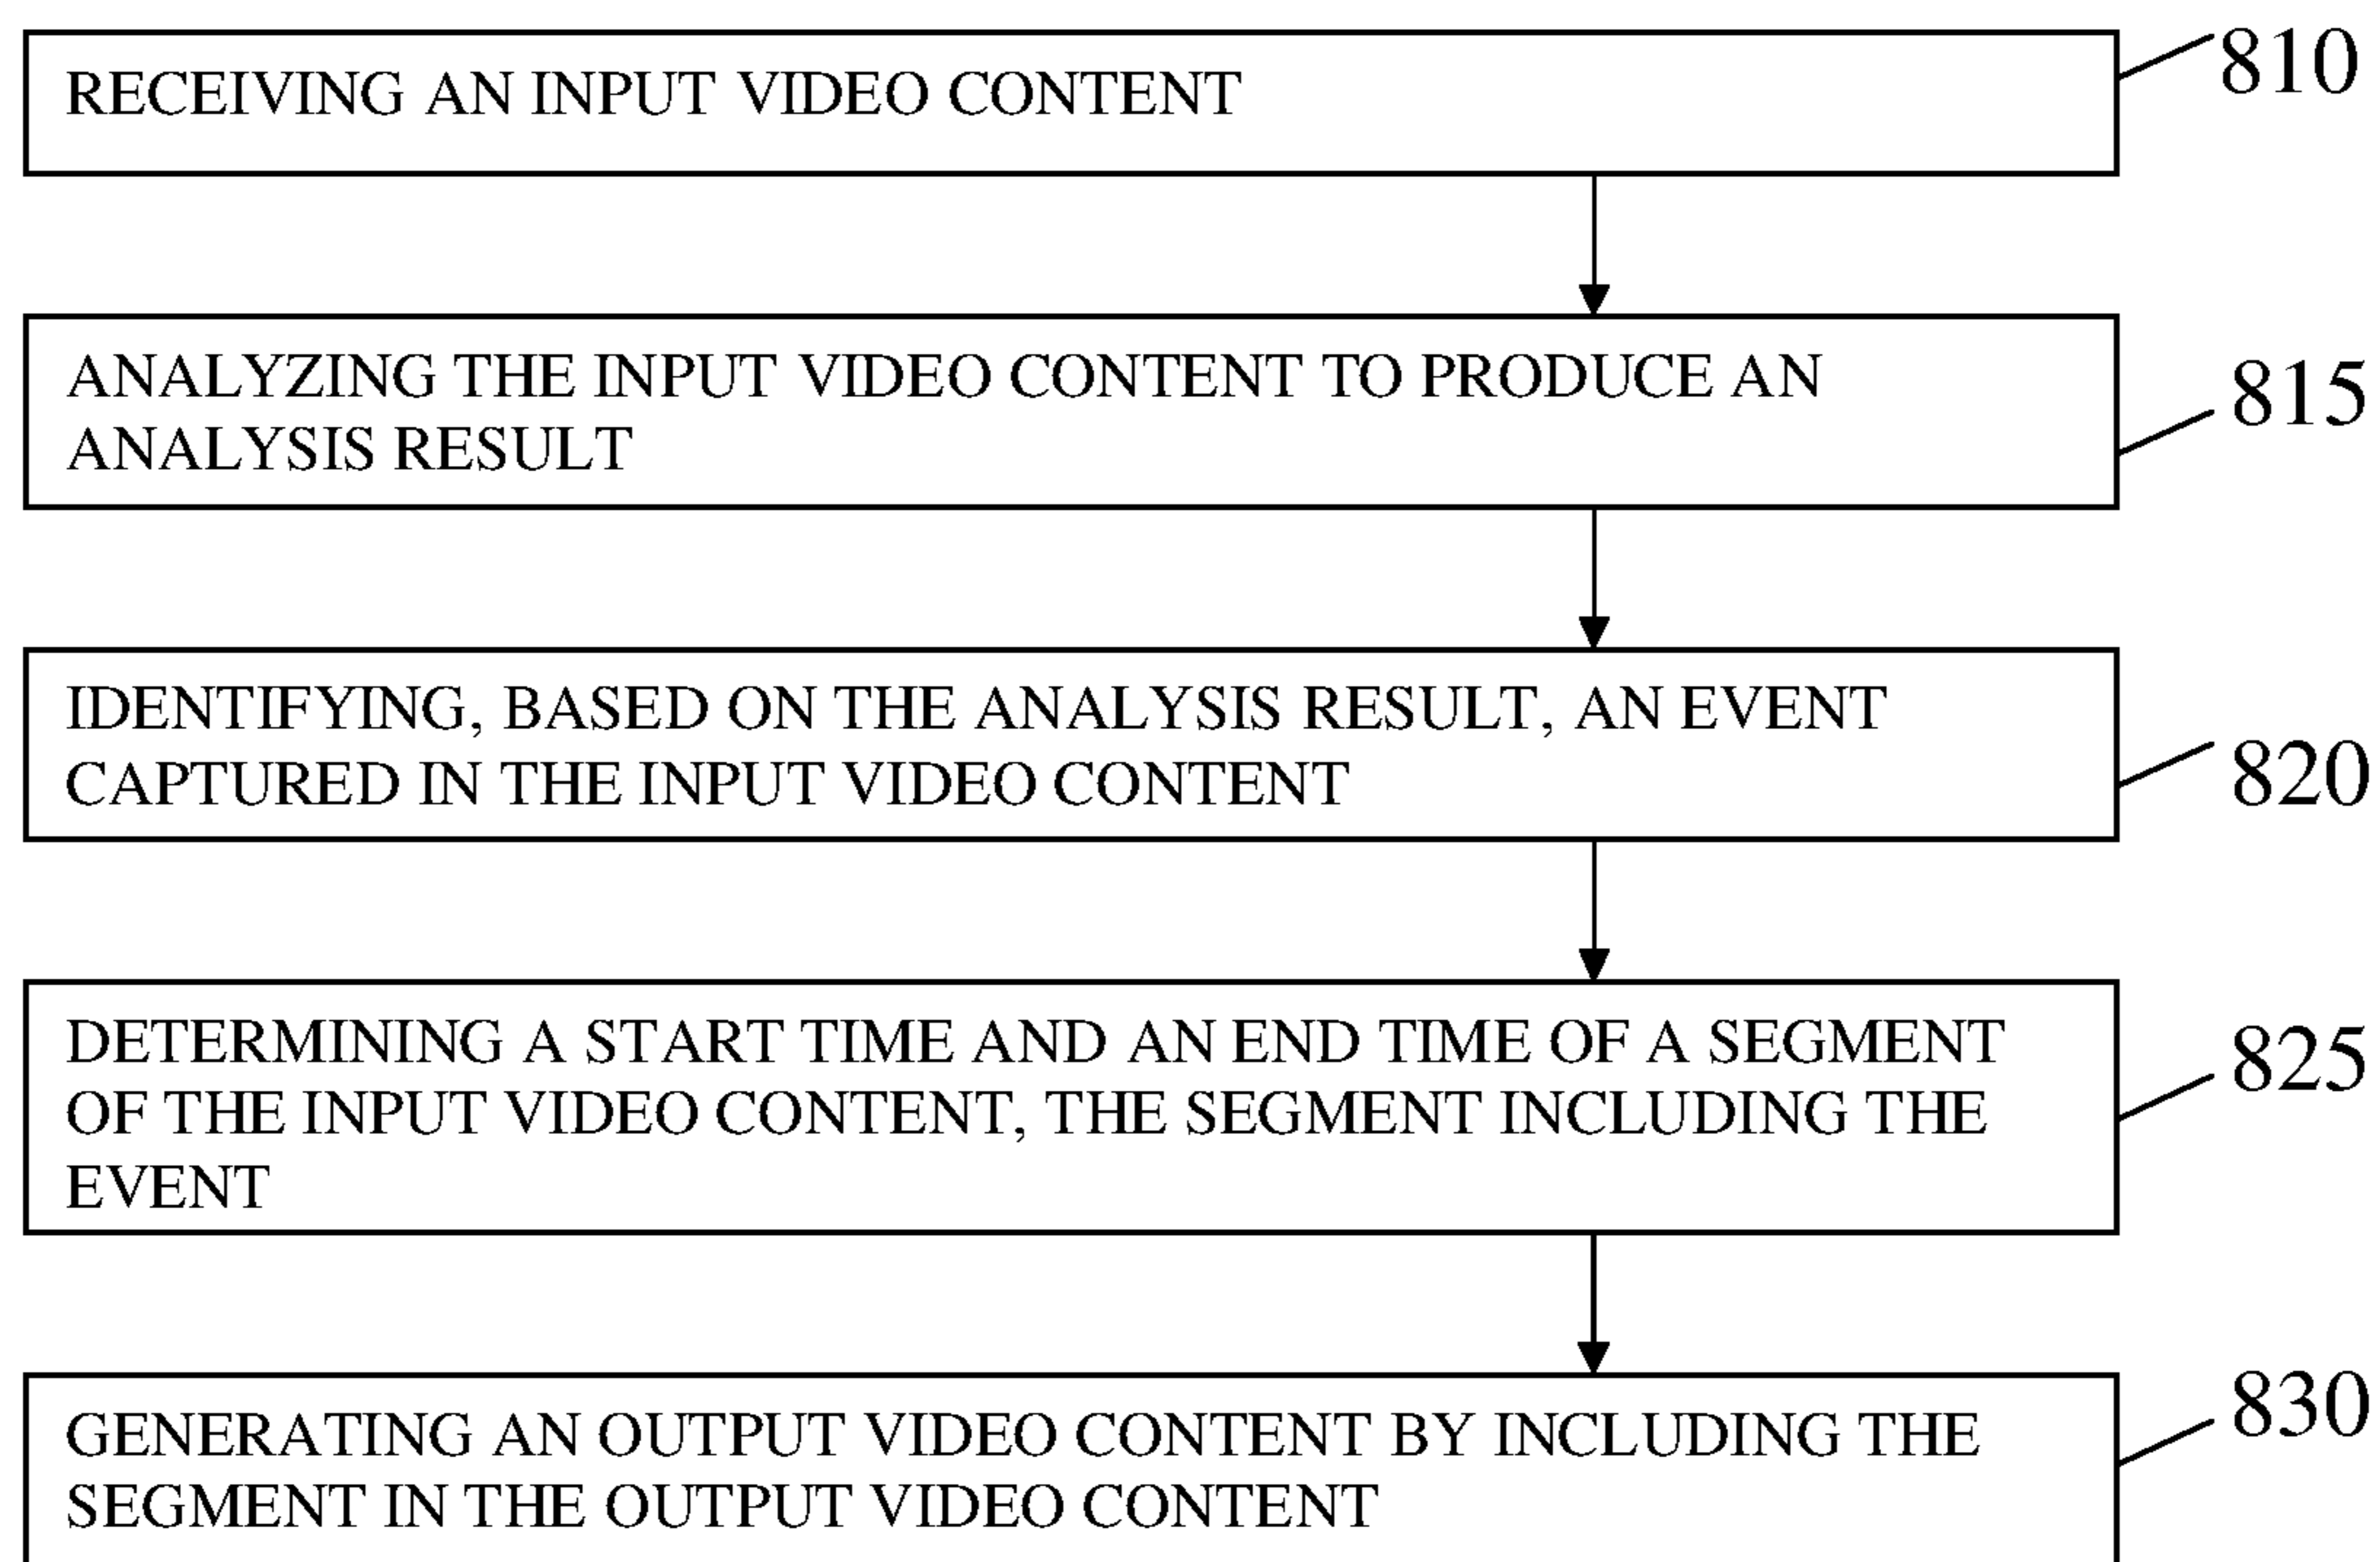 RECEIVING AN INPUT VIDEO CONTENT
810
ANALYZING THE INPUT VIDEO CONTENT TO PRODUCE AN
ANALYSIS RESULT
815
IDENTIFYING, BASED ON THE ANALYSIS RESULT, AN EVENT
CAPTURED IN THE INPUT VIDEO CONTENT
820
DETERMINING A START TIME AND AN END TIME OF A SEGMENT
OF THE INPUT VIDEO CONTENT, THE SEGMENT INCLUDING THE
EVENT
825
GENERATING AN OUTPUT VIDEO CONTENT BY INCLUDING THE
SEGMENT IN THE OUTPUT VIDEO CONTENT
830